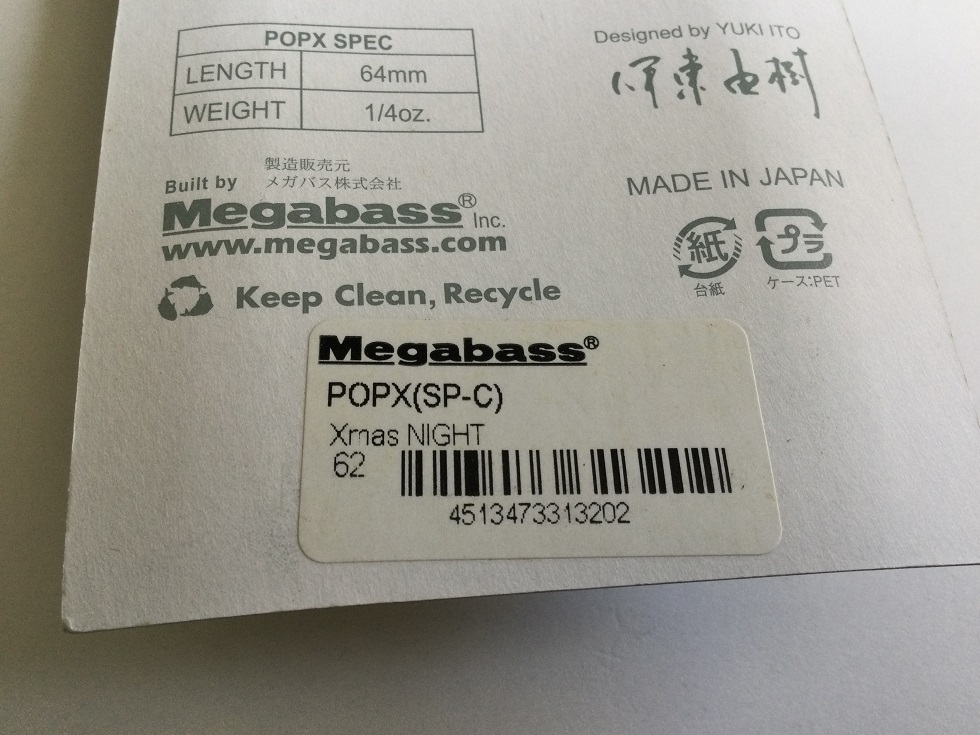 POPX SPEC
LENGTH 64mm
WEIGHT 1/4oz.
Designed by YUKI ITO
伊東由樹
製造販売元
Built by メガバス株式会社
Megabass® Inc.
www.megabass.com
MADE IN JAPAN
紙
台紙
プラ
ケース:PET
Keep Clean, Recycle
Megabass®
POPX(SP-C)
Xmas NIGHT
62
4513473313202